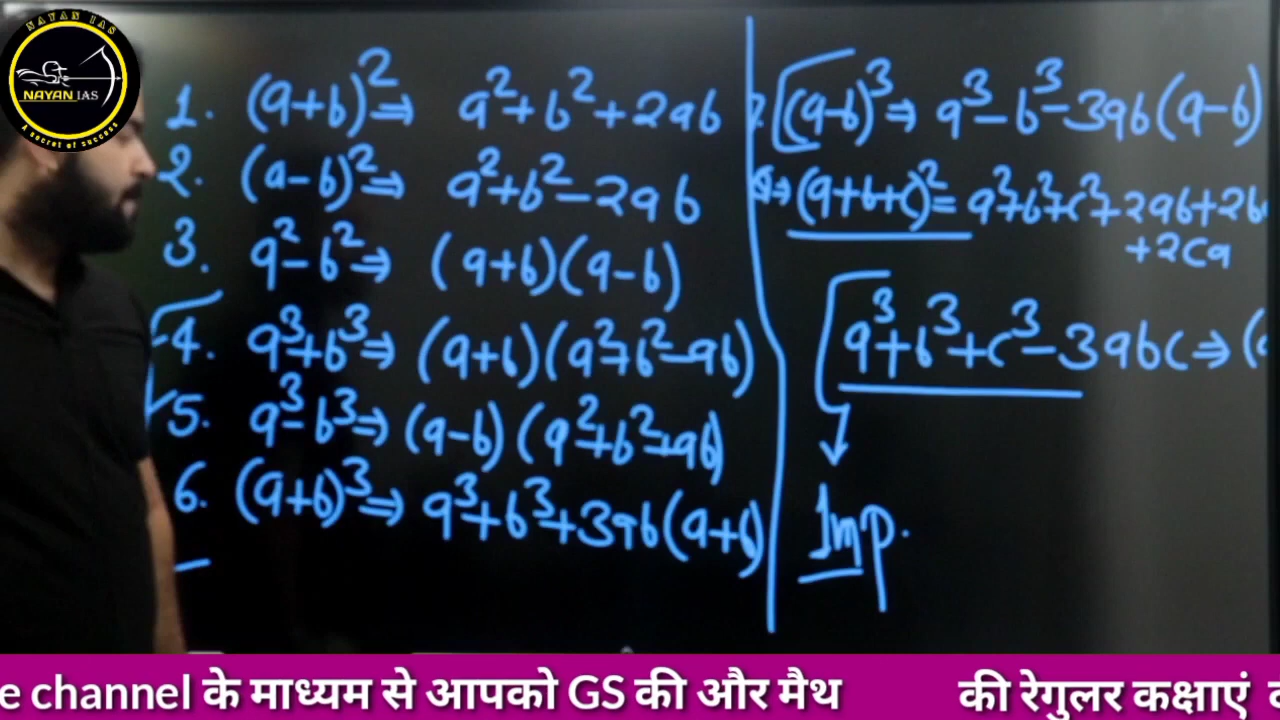 NAYAN IAS
NAYAN IAS
A secret of success
1. (a+b)² ⇒ a²+b²+2ab
2. (a-b)² ⇒ a²+b²-2ab
3. a²-b² ⇒ (a+b)(a-b)
4. a³+b³ ⇒ (a+b)(a²+b²-ab)
5. a³-b³ ⇒ (a-b)(a²+b²+ab)
6. (a+b)³ ⇒ a³+b³+3ab(a+b)
(a-b)³ ⇒ a³-b³-3ab(a-b)
⇒ (a+b+c)² = a²+b²+c²+2ab+2b
+2ca
a³+b³+c³-3abc ⇒ (
Imp.
e channel के माध्यम से आपको GS की और मैथ की रेगुलर कक्षाएं